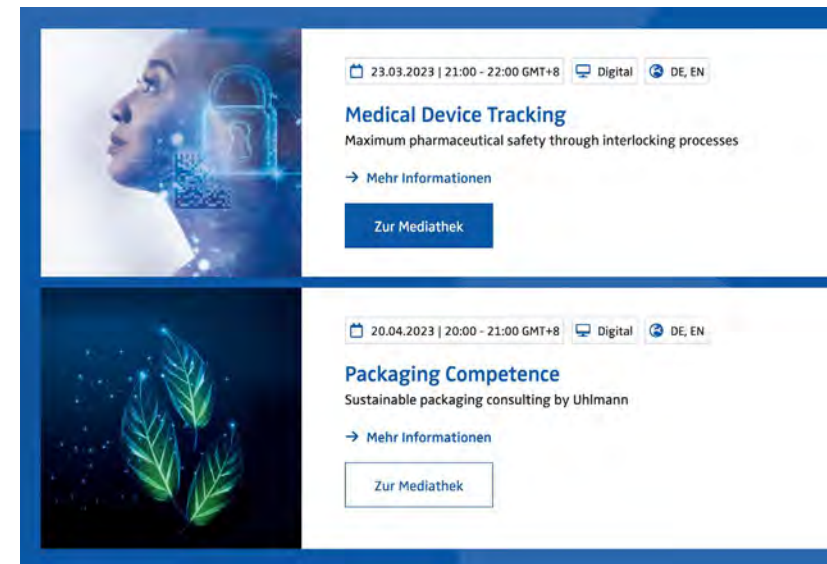 23.03.2023 | 21:00 - 22:00 GMT+8 Digital DE, EN
Medical Device Tracking
Maximum pharmaceutical safety through interlocking processes
→ Mehr Informationen
Zur Mediathek
20.04.2023 | 20:00 - 21:00 GMT+8 Digital DE, EN
Packaging Competence
Sustainable packaging consulting by Uhlmann
→ Mehr Informationen
Zur Mediathek